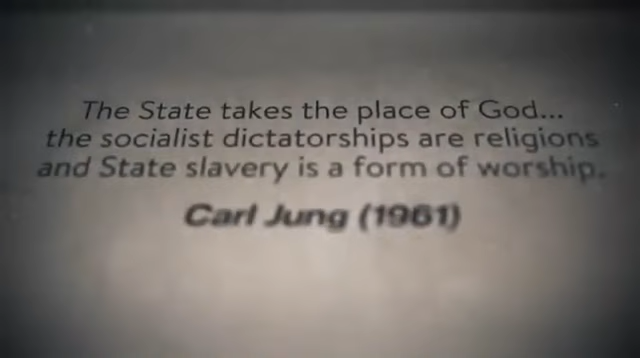 The State takes the place of God...
the socialist dictatorships are religions
and State slavery is a form of worship.
Carl Jung (1961)